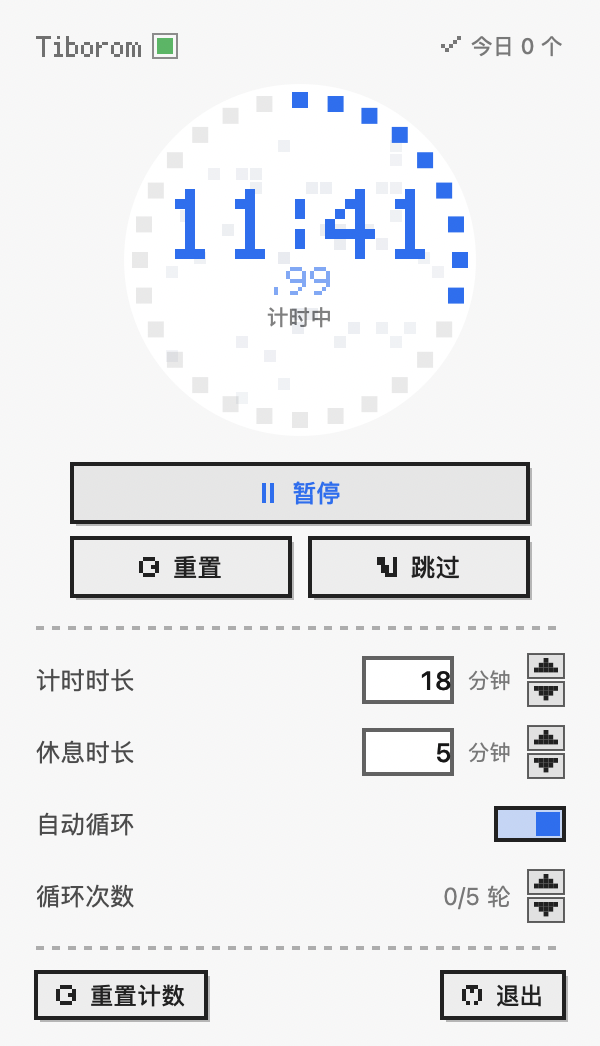 Tiborom
今日 0 个
11:41
.99
计时中
暂停
重置
跳过
计时时长 18 分钟
休息时长 5 分钟
自动循环
循环次数 0/5 轮
重置计数
退出